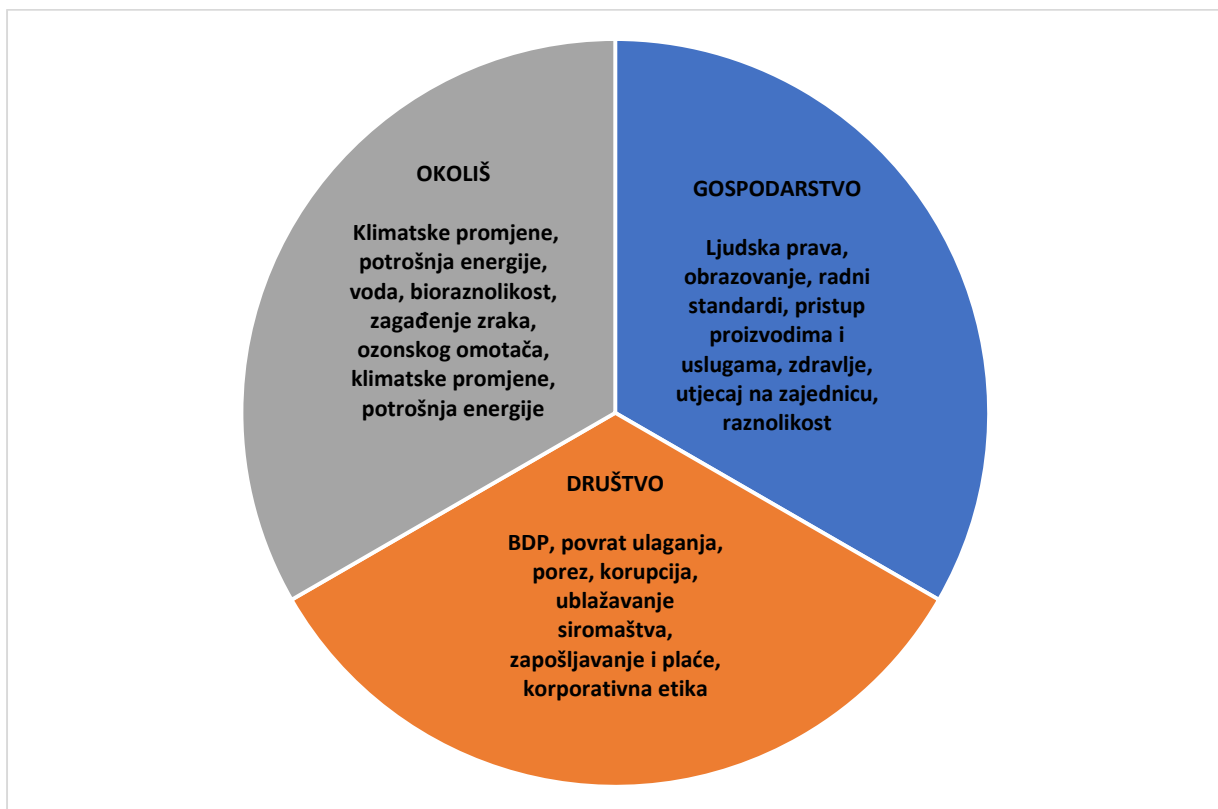 OKOLIŠ
Klimatske promjene,
potrošnja energije,
voda, bioraznolikost,
zagađenje zraka,
ozonskog omotača,
klimatske promjene,
potrošnja energije
GOSPODARSTVO
Ljudska prava,
obrazovanje, radni
standardi, pristup
proizvodima i
uslugama, zdravlje,
utjecaj na zajednicu,
raznolikost
DRUŠTVO
BDP, povrat ulaganja,
porez, korupcija,
ublažavanje
siromaštva,
zapošljavanje i plaće,
korporativna etika